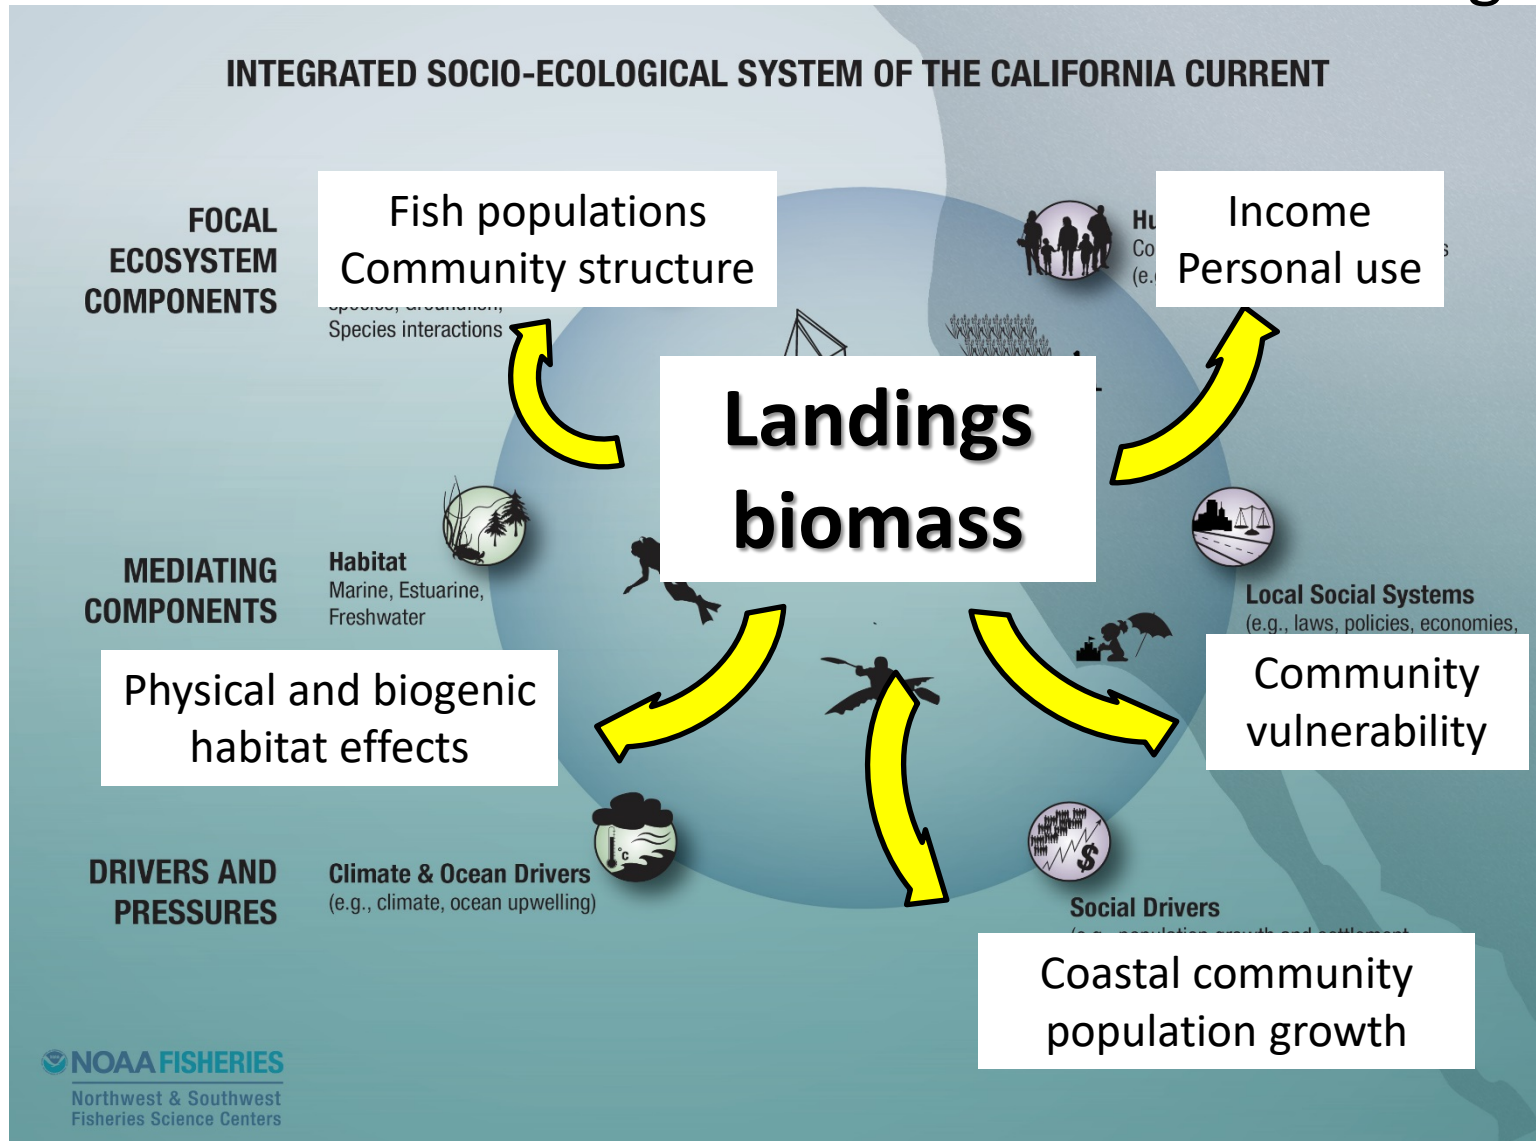 INTEGRATED SOCIO-ECOLOGICAL SYSTEM OF THE CALIFORNIA CURRENT
FOCAL
ECOSYSTEM
COMPONENTS
Fish populations
Community structure
Species interactions
Income
Personal use
Landings
biomass
MEDIATING
COMPONENTS
Habitat
Marine, Estuarine,
Freshwater
Local Social Systems
(e.g., laws, policies, economies,
Physical and biogenic
habitat effects
Community
vulnerability
°C
$
DRIVERS AND
PRESSURES
Climate & Ocean Drivers
(e.g., climate, ocean upwelling)
Social Drivers
Coastal community
population growth
NOAA FISHERIES
Northwest & Southwest
Fisheries Science Centers